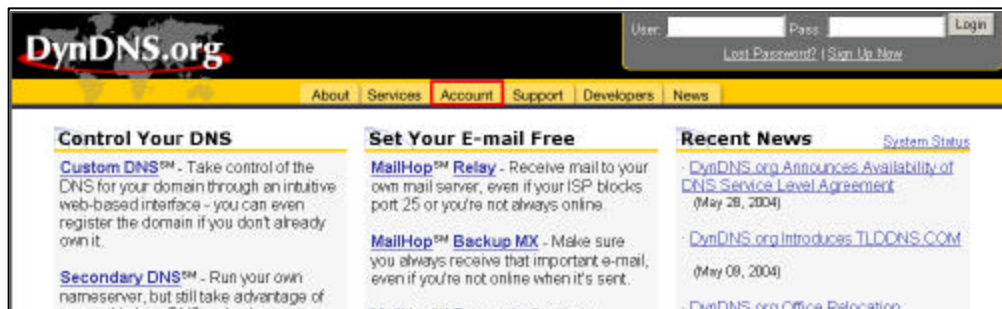 DynDNS.org
User: Pass: Login
Lost Password? | Sign Up Now
About Services Account Support Developers News
Control Your DNS
Custom DNS℠ - Take control of the
DNS for your domain through an intuitive
web-based interface - you can even
register the domain if you don't already
own it.
Secondary DNS℠ - Run your own
nameserver, but still take advantage of
Set Your E-mail Free
MailHop℠ Relay - Receive mail to your
own mail server, even if your ISP blocks
port 25 or you're not always online.
MailHop℠ Backup MX - Make sure
you always receive that important e-mail,
even if you're not online when it's sent.
Recent News System Status
- DynDNS.org Announces Availability of
DNS Service Level Agreement
(May 28, 2004)
- DynDNS.org Introduces TLDDNS.COM
(May 09, 2004)
- DynDNS.org Office Relocation